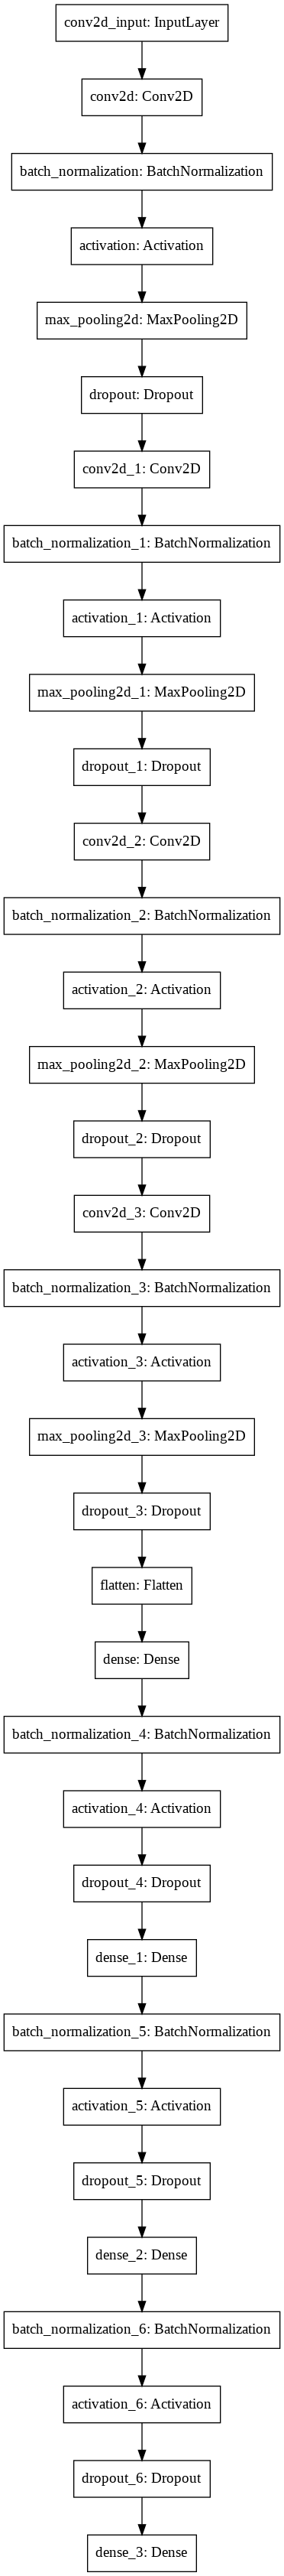 conv2d_input: InputLayer
conv2d: Conv2D
batch_normalization: BatchNormalization
activation: Activation
max_pooling2d: MaxPooling2D
dropout: Dropout
conv2d_1: Conv2D
batch_normalization_1: BatchNormalization
activation_1: Activation
max_pooling2d_1: MaxPooling2D
dropout_1: Dropout
conv2d_2: Conv2D
batch_normalization_2: BatchNormalization
activation_2: Activation
max_pooling2d_2: MaxPooling2D
dropout_2: Dropout
conv2d_3: Conv2D
batch_normalization_3: BatchNormalization
activation_3: Activation
max_pooling2d_3: MaxPooling2D
dropout_3: Dropout
flatten: Flatten
dense: Dense
batch_normalization_4: BatchNormalization
activation_4: Activation
dropout_4: Dropout
dense_1: Dense
batch_normalization_5: BatchNormalization
activation_5: Activation
dropout_5: Dropout
dense_2: Dense
batch_normalization_6: BatchNormalization
activation_6: Activation
dropout_6: Dropout
dense_3: Dense